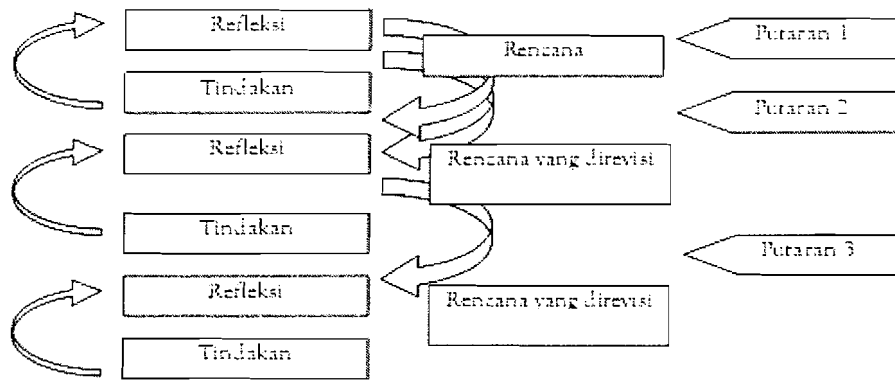 Refleksi
Rencana
Putaran 1
Tindakan
Putaran 2
Refleksi
Rencana yang direvisi
Tindakan
Putaran 3
Refleksi
Rencana yang direvisi
Tindakan